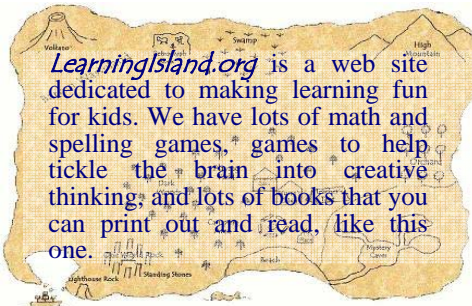 Volcano
Swamp
High
Mountain
LearningIsland.org is a web site
dedicated to making learning fun
for kids. We have lots of math and
spelling games, games to help
tickle the brain into creative
thinking, and lots of books that you
can print out and read, like this
one.
Orchard
Dark
Beach
Mystery
Caves
Lighthouse Rock
Standing Stones